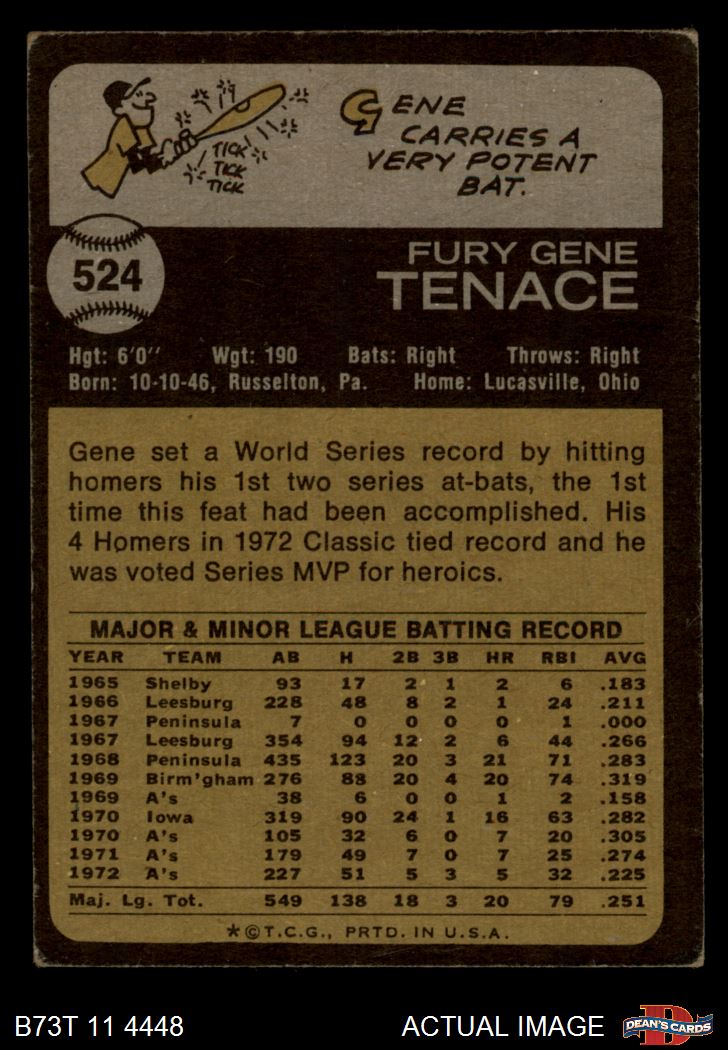 GENE
CARRIES A
VERY POTENT
BAT.
TICK
TICK
TICK
524
FURY GENE
TENACE
Hgt: 6'0'' Wgt: 190 Bats: Right Throws: Right
Born: 10-10-46, Russelton, Pa. Home: Lucasville, Ohio
Gene set a World Series record by hitting
homers his 1st two series at-bats, the 1st
time this feat had been accomplished. His
4 Homers in 1972 Classic tied record and he
was voted Series MVP for heroics.
MAJOR & MINOR LEAGUE BATTING RECORD
YEAR TEAM AB H 2B 3B HR RBI AVG
1965 Shelby 93 17 2 1 2 6 .183
1966 Leesburg 228 48 8 2 1 24 .211
1967 Peninsula 7 0 0 0 0 1 .000
1967 Leesburg 354 94 12 2 6 44 .266
1968 Peninsula 435 123 20 3 21 71 .283
1969 Birm'gham 276 88 20 4 20 74 .319
1969 A's 38 6 0 0 1 2 .158
1970 Iowa 319 90 24 1 16 63 .282
1970 A's 105 32 6 0 7 20 .305
1971 A's 179 49 7 0 7 25 .274
1972 A's 227 51 5 3 5 32 .225
Maj. Lg. Tot. 549 138 18 3 20 79 .251
*©T.C.G., PRTD. IN U.S.A.
B73T 11 4448 ACTUAL IMAGE
D
DEAN'S CARDS